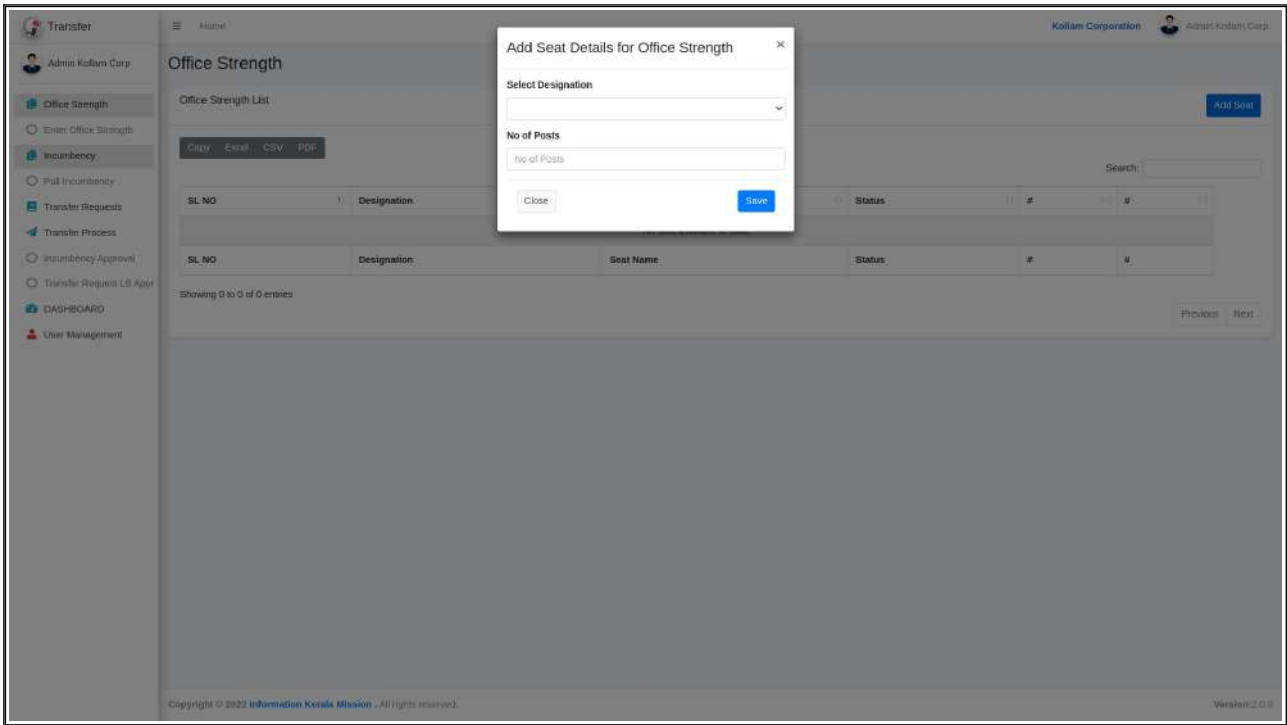 Transfer
Home
Kollam Corporation
Admin Kollam Corp
Admin Kollam Corp
Office Strength
Office Strength
Enter Office Strength
Incumbency
Pull Incumbency
Transfer Requests
Transfer Process
Incumbency Approval
Transfer Request LB Appr
DASHBOARD
User Management
Office Strength List
Add Seat
Copy Excel CSV PDF
Search:
SL NO Designation Status # #
SL NO Designation Seat Name Status # #
Showing 0 to 0 of 0 entries
Previous Next
Add Seat Details for Office Strength ×
Select Designation
No of Posts
No of Posts
Close Save
Copyright © 2022 Information Kerala Mission . All rights reserved.
Version 2.0.0